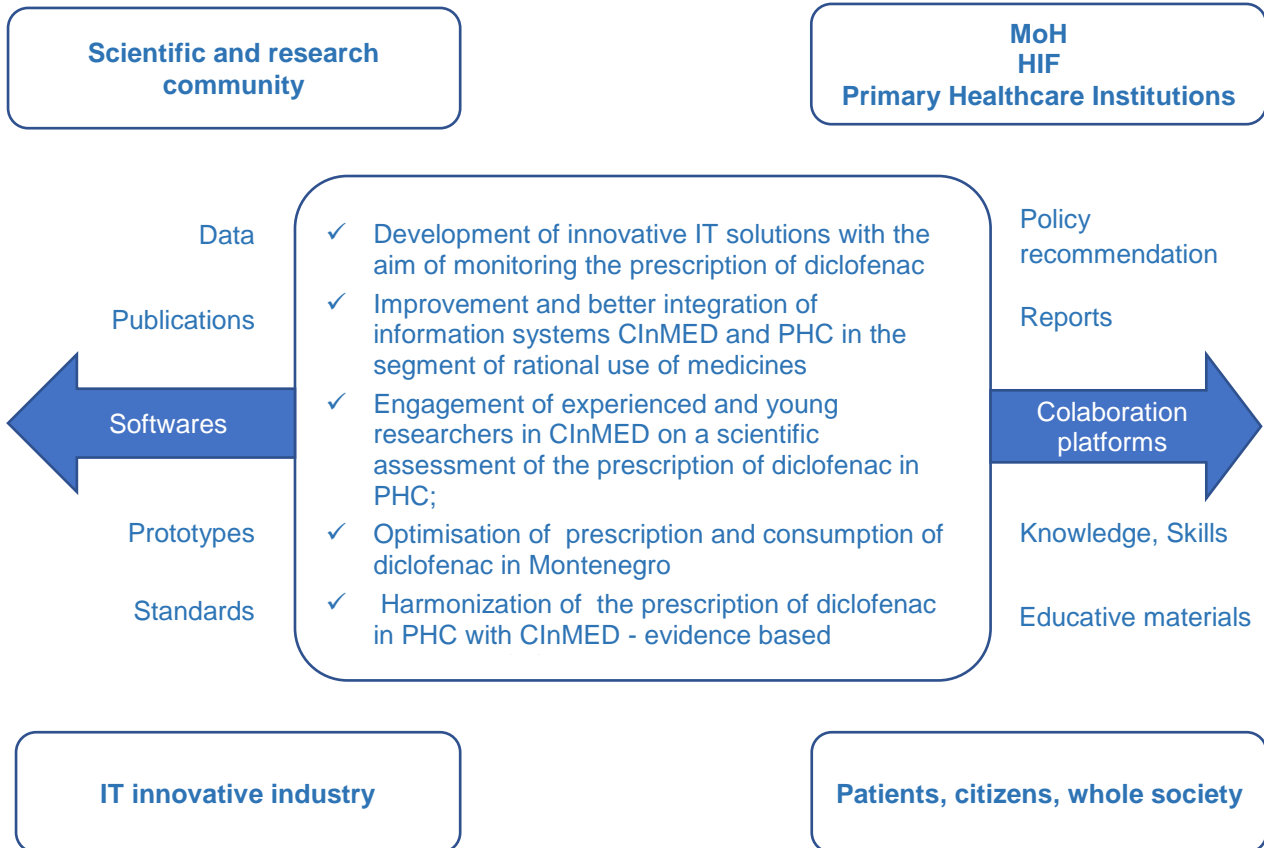 Scientific and research
community
MoH
HIF
Primary Healthcare Institutions
Data
Publications
Softwares
Prototypes
Standards
✓ Development of innovative IT solutions with the
aim of monitoring the prescription of diclofenac
✓ Improvement and better integration of
information systems CInMED and PHC in the
segment of rational use of medicines
✓ Engagement of experienced and young
researchers in CInMED on a scientific
assessment of the prescription of diclofenac in
PHC;
✓ Optimisation of prescription and consumption of
diclofenac in Montenegro
✓ Harmonization of the prescription of diclofenac
in PHC with CInMED - evidence based
Policy
recommendation
Reports
Colaboration
platforms
Knowledge, Skills
Educative materials
IT innovative industry
Patients, citizens, whole society